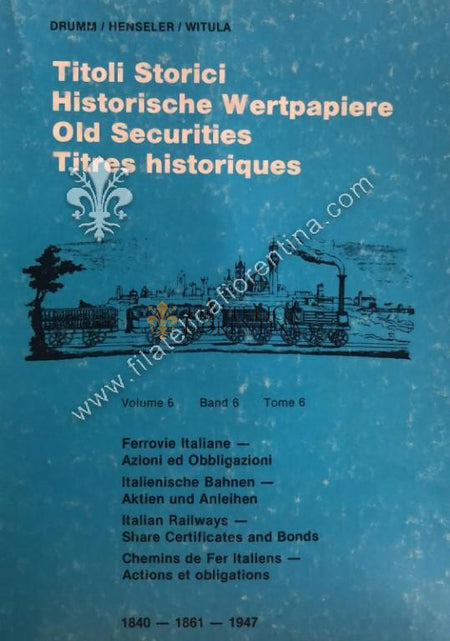 DRUMM / HENSELER / WITULA
Titoli Storici
Historische Wertpapiere
Old Securities
Titres historiques
www.filatelicafiorentina.com
Volume 6 Band 6 Tome 6
Ferrovie Italiane —
Azioni ed Obbligazioni
Italienische Bahnen —
Aktien und Anleihen
Italian Railways —
Share Certificates and Bonds
Chemins de Fer Italiens —
Actions et obligations
1840 — 1861 — 1947